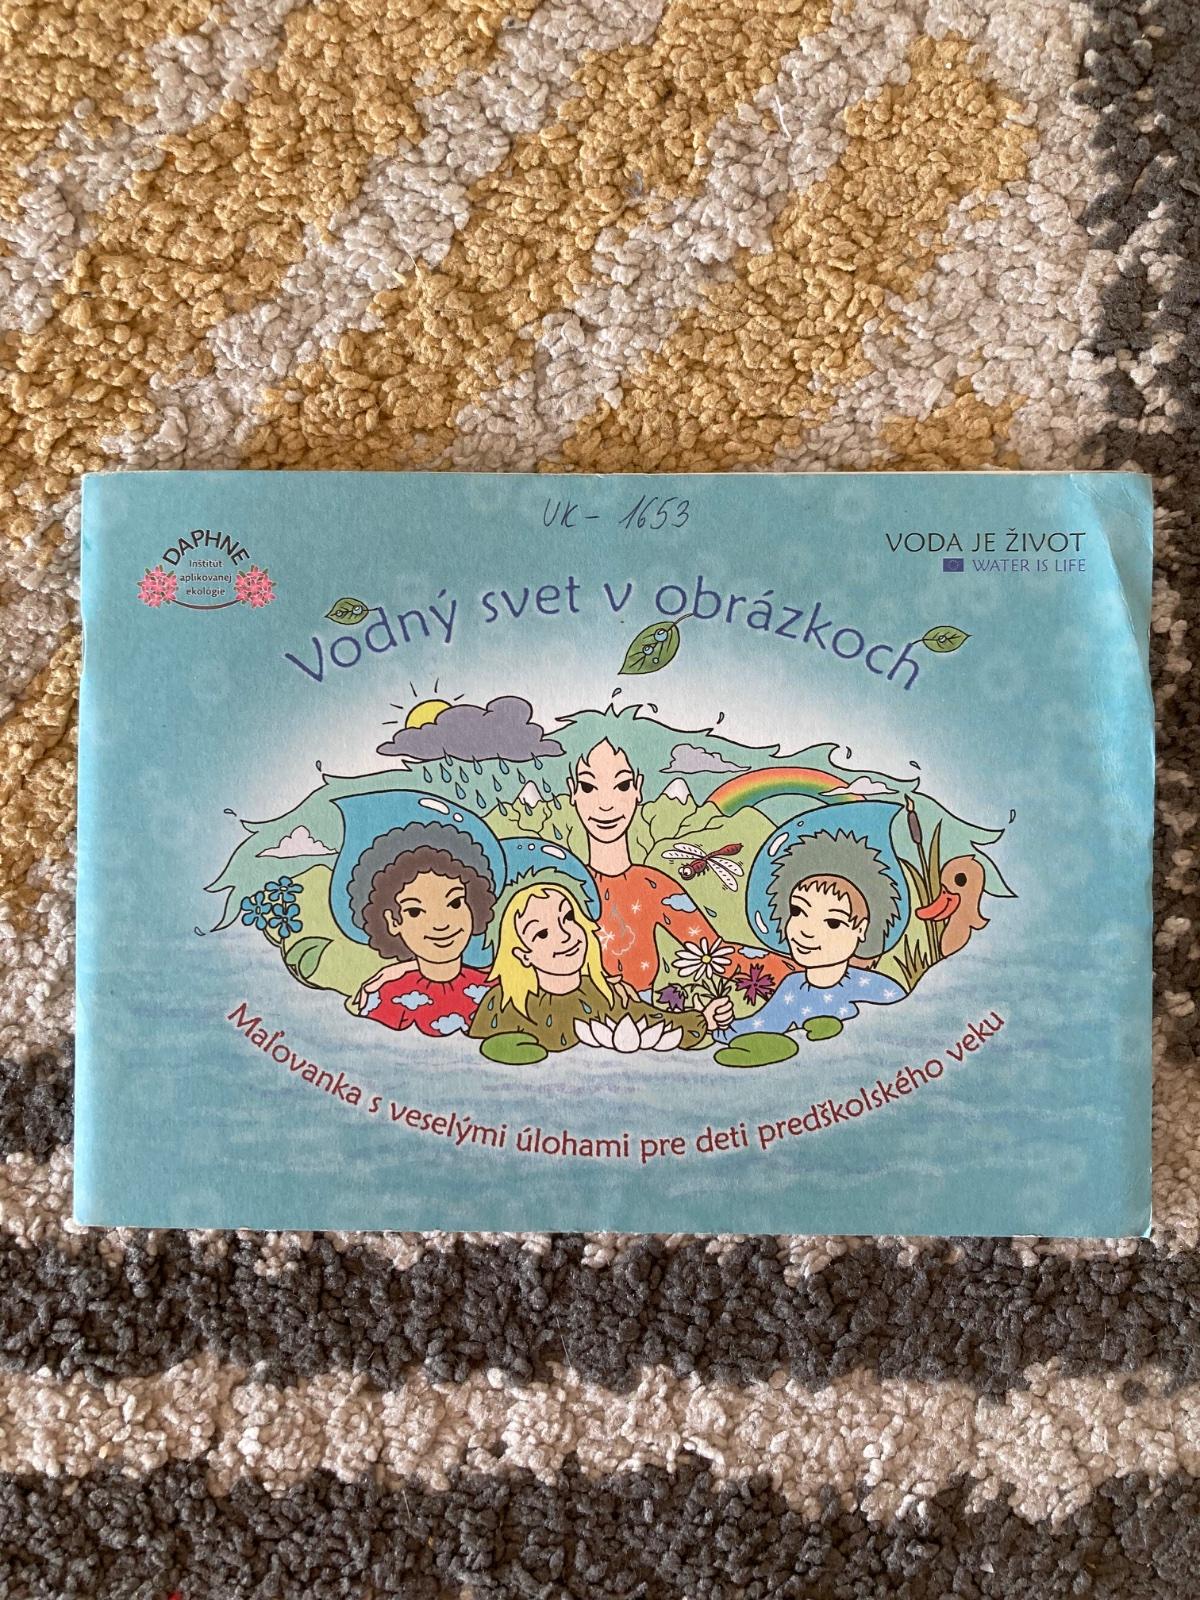 UK - 1653
DAPHNE
Inštitút
aplikovanej
ekológie
VODA JE ŽIVOT
WATER IS LIFE
Vodný svet v obrázkoch
Maľovanka s veselými úlohami pre deti predškolského veku